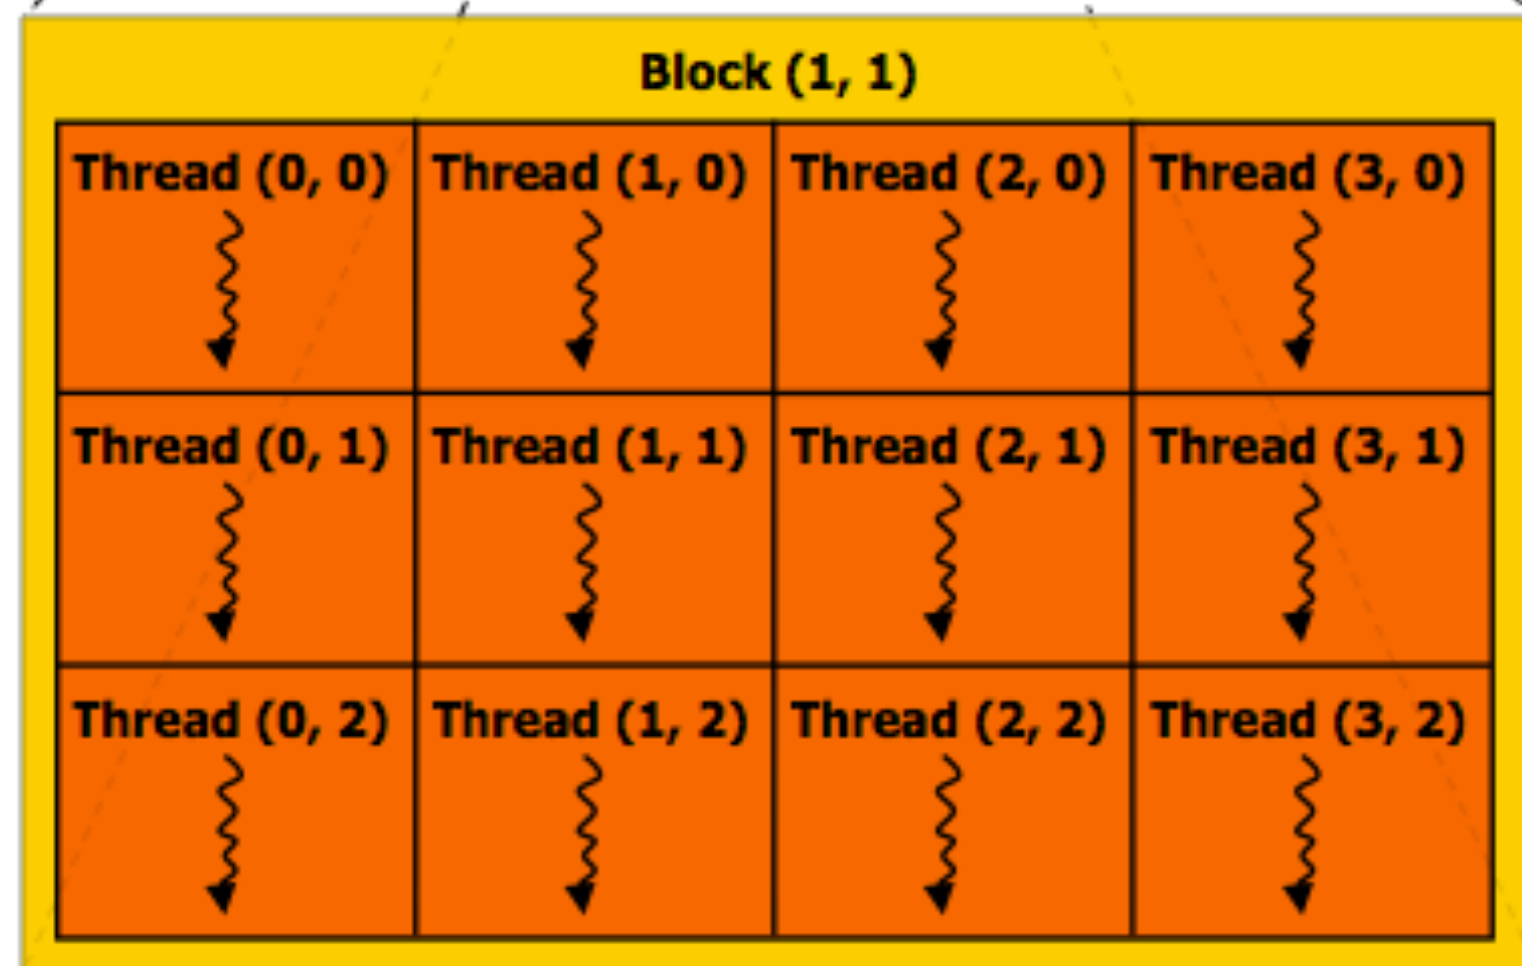 Block (1, 1)
Thread (0, 0) Thread (1, 0) Thread (2, 0) Thread (3, 0)
Thread (0, 1) Thread (1, 1) Thread (2, 1) Thread (3, 1)
Thread (0, 2) Thread (1, 2) Thread (2, 2) Thread (3, 2)